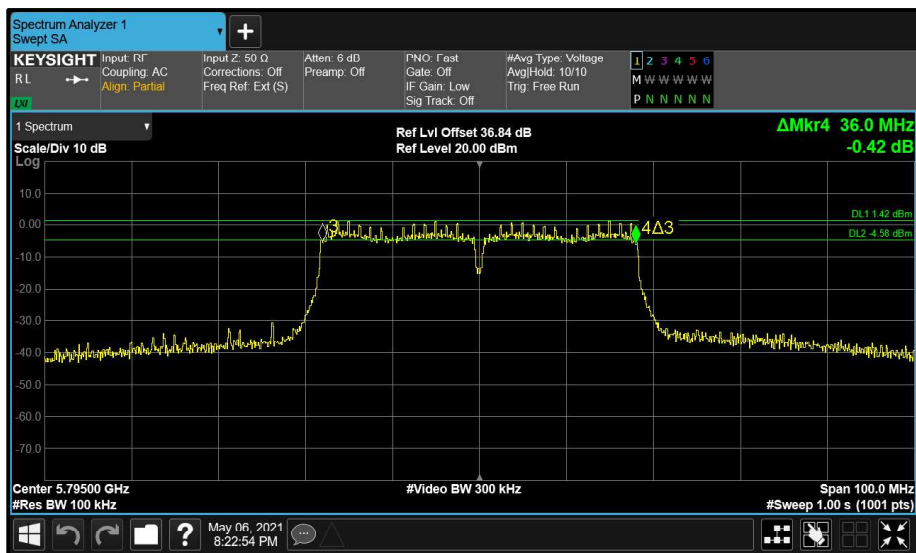 Spectrum Analyzer 1
Swept SA
KEYSIGHT
RL
LXI
Input: RF
Coupling: AC
Align: Partial
Input Z: 50 Ω
Corrections: Off
Freq Ref: Ext (S)
Atten: 6 dB
Preamp: Off
PNO: Fast
Gate: Off
IF Gain: Low
Sig Track: Off
#Avg Type: Voltage
Avg|Hold: 10/10
Trig: Free Run
1 2 3 4 5 6
M W W W W W
P N N N N N
1 Spectrum
Scale/Div 10 dB
Log
Ref Lvl Offset 36.84 dB
Ref Level 20.00 dBm
ΔMkr4 36.0 MHz
-0.42 dB
10.0
0.00
-10.0
-20.0
-30.0
-40.0
-50.0
-60.0
-70.0
3
4Δ3
DL1 1.42 dBm
DL2 -4.58 dBm
Center 5.79500 GHz
#Res BW 100 kHz
#Video BW 300 kHz
Span 100.0 MHz
#Sweep 1.00 s (1001 pts)
?
May 06, 2021
8:22:54 PM